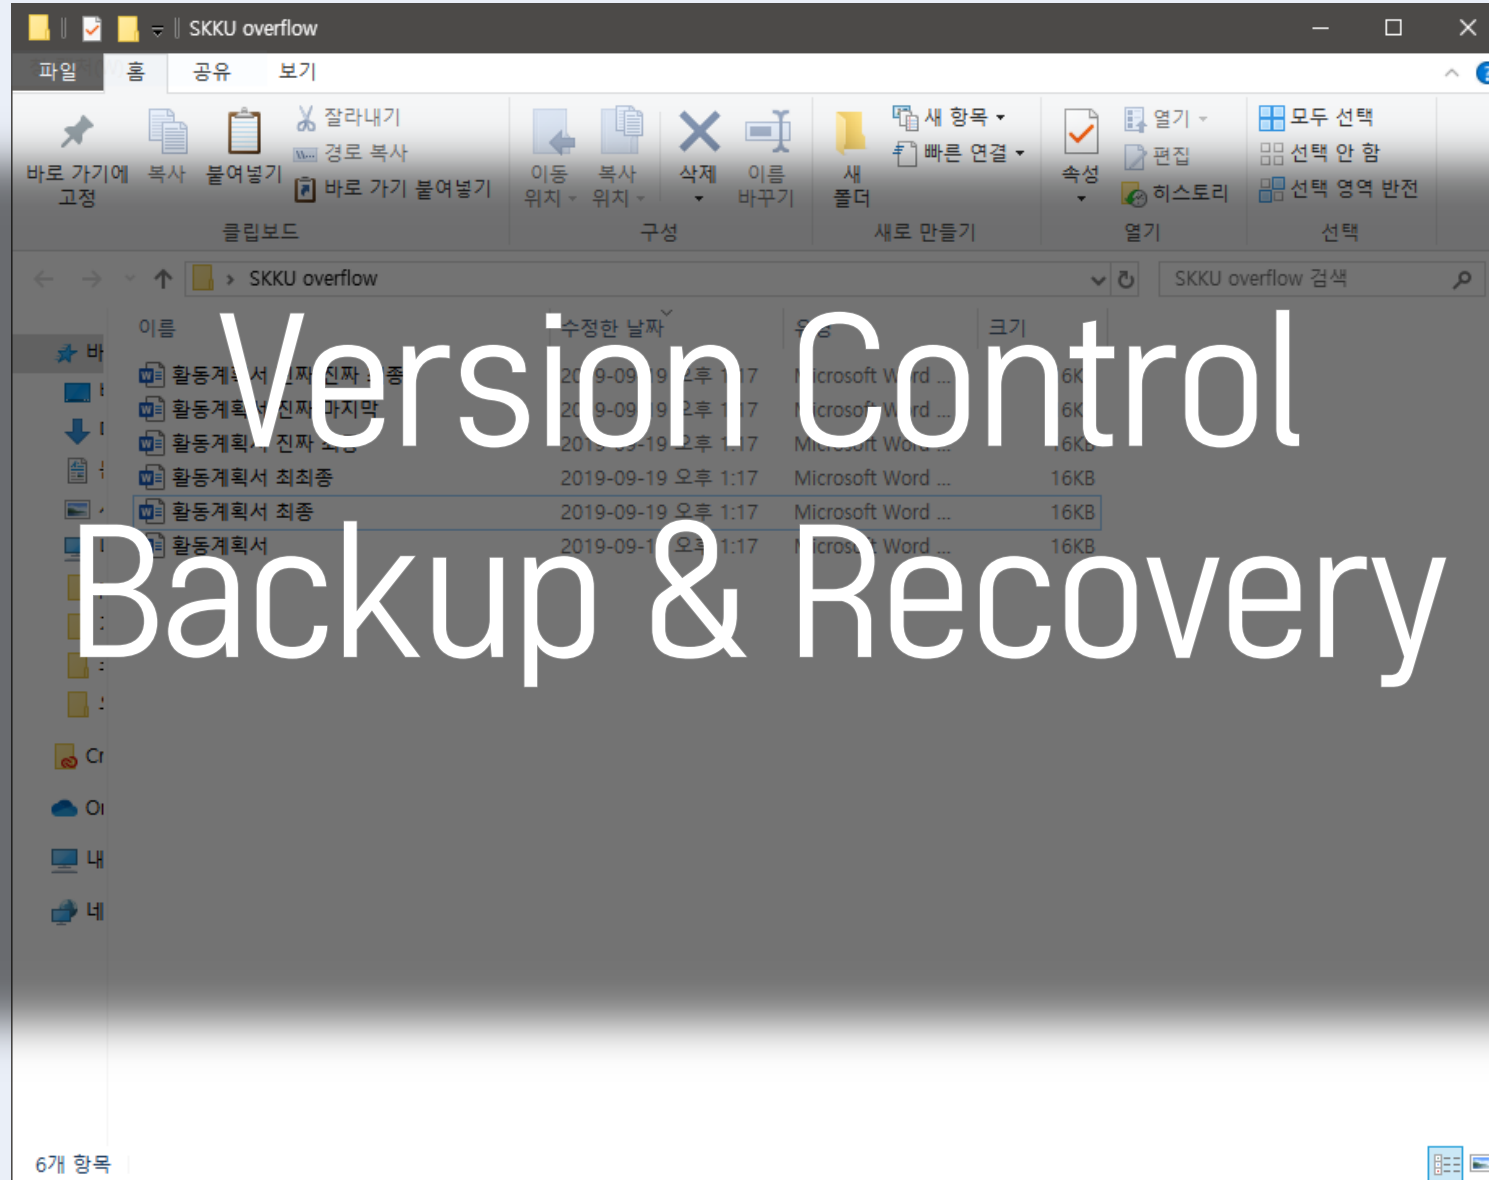 SKKU overflow
파일 홈 공유 보기
바로 가기에 고정
복사
붙여넣기
잘라내기
경로 복사
바로 가기 붙여넣기
클립보드
이동 위치
복사 위치
삭제
이름 바꾸기
구성
새 폴더
새 항목
빠른 연결
새로 만들기
속성
열기
편집
히스토리
열기
모두 선택
선택 안 함
선택 영역 반전
선택
SKKU overflow
SKKU overflow 검색
이름 수정한 날짜 크기
Version Control
활동계획서 최최종 2019-09-19 오후 1:17 Microsoft Word ... 16KB
활동계획서 최종 2019-09-19 오후 1:17 Microsoft Word ... 16KB
활동계획서
Backup & Recovery
6개 항목